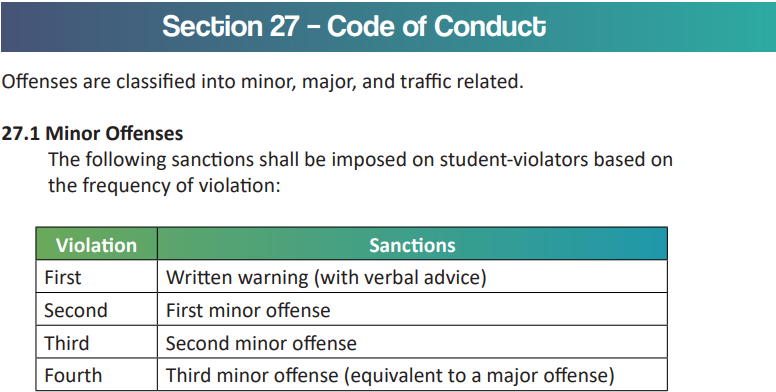 Section 27 – Code of Conduct
Offenses are classified into minor, major, and traffic related.
27.1 Minor Offenses
The following sanctions shall be imposed on student-violators based on
the frequency of violation:
Violation Sanctions
First Written warning (with verbal advice)
Second First minor offense
Third Second minor offense
Fourth Third minor offense (equivalent to a major offense)